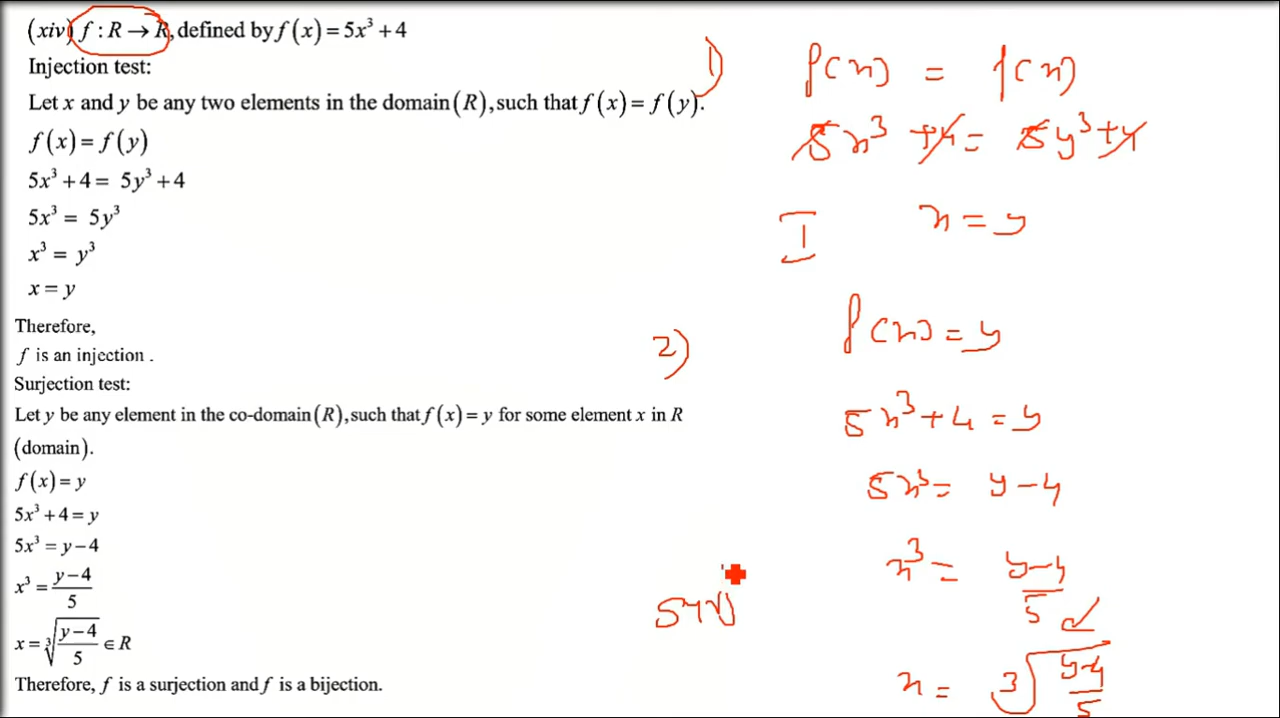 (xiv) f : R → R, defined by f(x) = 5x³ + 4
Injection test:
Let x and y be any two elements in the domain (R), such that f(x) = f(y).
f(x) = f(y)
5x³ + 4 = 5y³ + 4
5x³ = 5y³
x³ = y³
x = y
Therefore,
f is an injection .
Surjection test:
Let y be any element in the co-domain (R), such that f(x) = y for some element x in R
(domain).
f(x) = y
5x³ + 4 = y
5x³ = y − 4
x³ = (y − 4)/5
x = ∛((y − 4)/5) ∈ R
Therefore, f is a surjection and f is a bijection.
1) f(x) = f(x)
5x³ + 4 = 5y³ + 4
I x = y
2) f(x) = y
5x³ + 4 = y
5x³ = y − 4
x³ = (y − 4)/5
x = ∛((y − 4)/5)